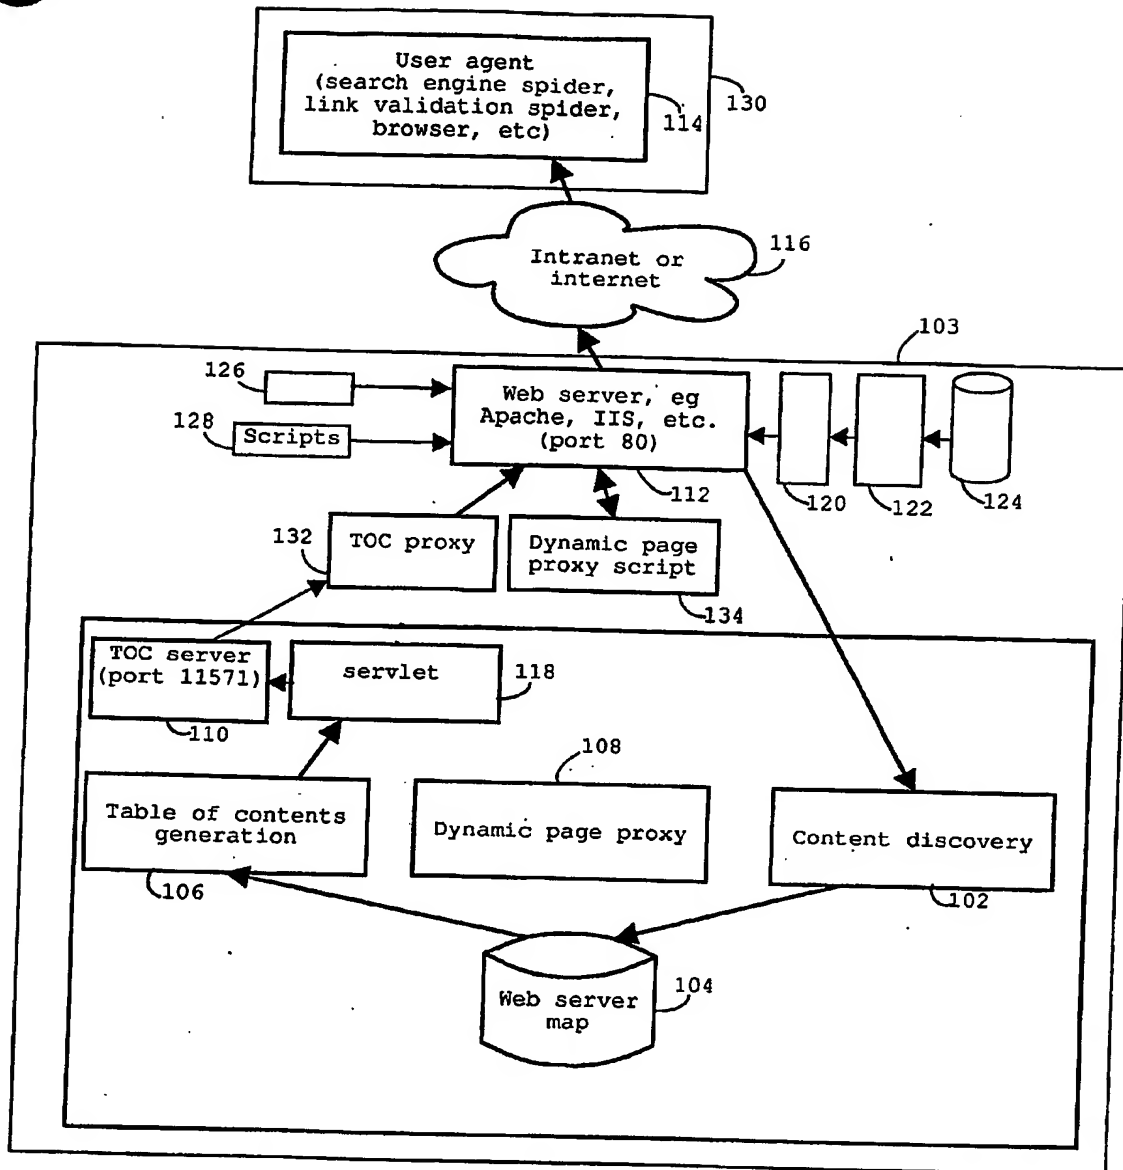 User agent
(search engine spider,
link validation spider,
browser, etc)
114
130
Intranet or
internet
116
103
126
128
Scripts
Web server, eg
Apache, IIS, etc.
(port 80)
112
120
122
124
132
TOC proxy
Dynamic page
proxy script
134
TOC server
(port 11571)
110
servlet
118
108
Table of contents
generation
106
Dynamic page proxy
Content discovery
102
Web server
map
104